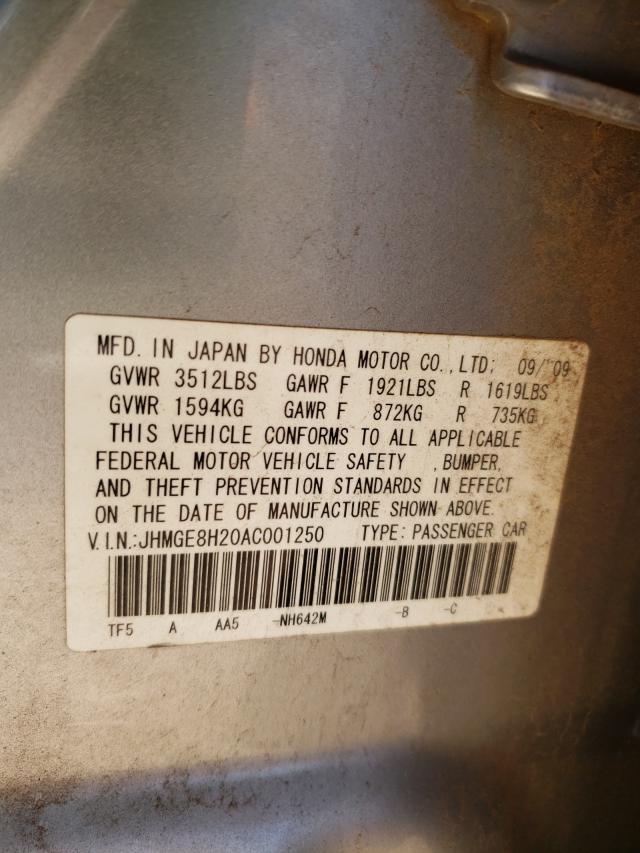 MFD. IN JAPAN BY HONDA MOTOR CO., LTD; 09/'09
GVWR 3512LBS GAWR F 1921LBS R 1619LBS
GVWR 1594KG GAWR F 872KG R 735KG
THIS VEHICLE CONFORMS TO ALL APPLICABLE
FEDERAL MOTOR VEHICLE SAFETY , BUMPER,
AND THEFT PREVENTION STANDARDS IN EFFECT
ON THE DATE OF MANUFACTURE SHOWN ABOVE.
V.I.N.:JHMGE8H20AC001250 TYPE: PASSENGER CAR
TF5 A AA5 -NH642M -B -C